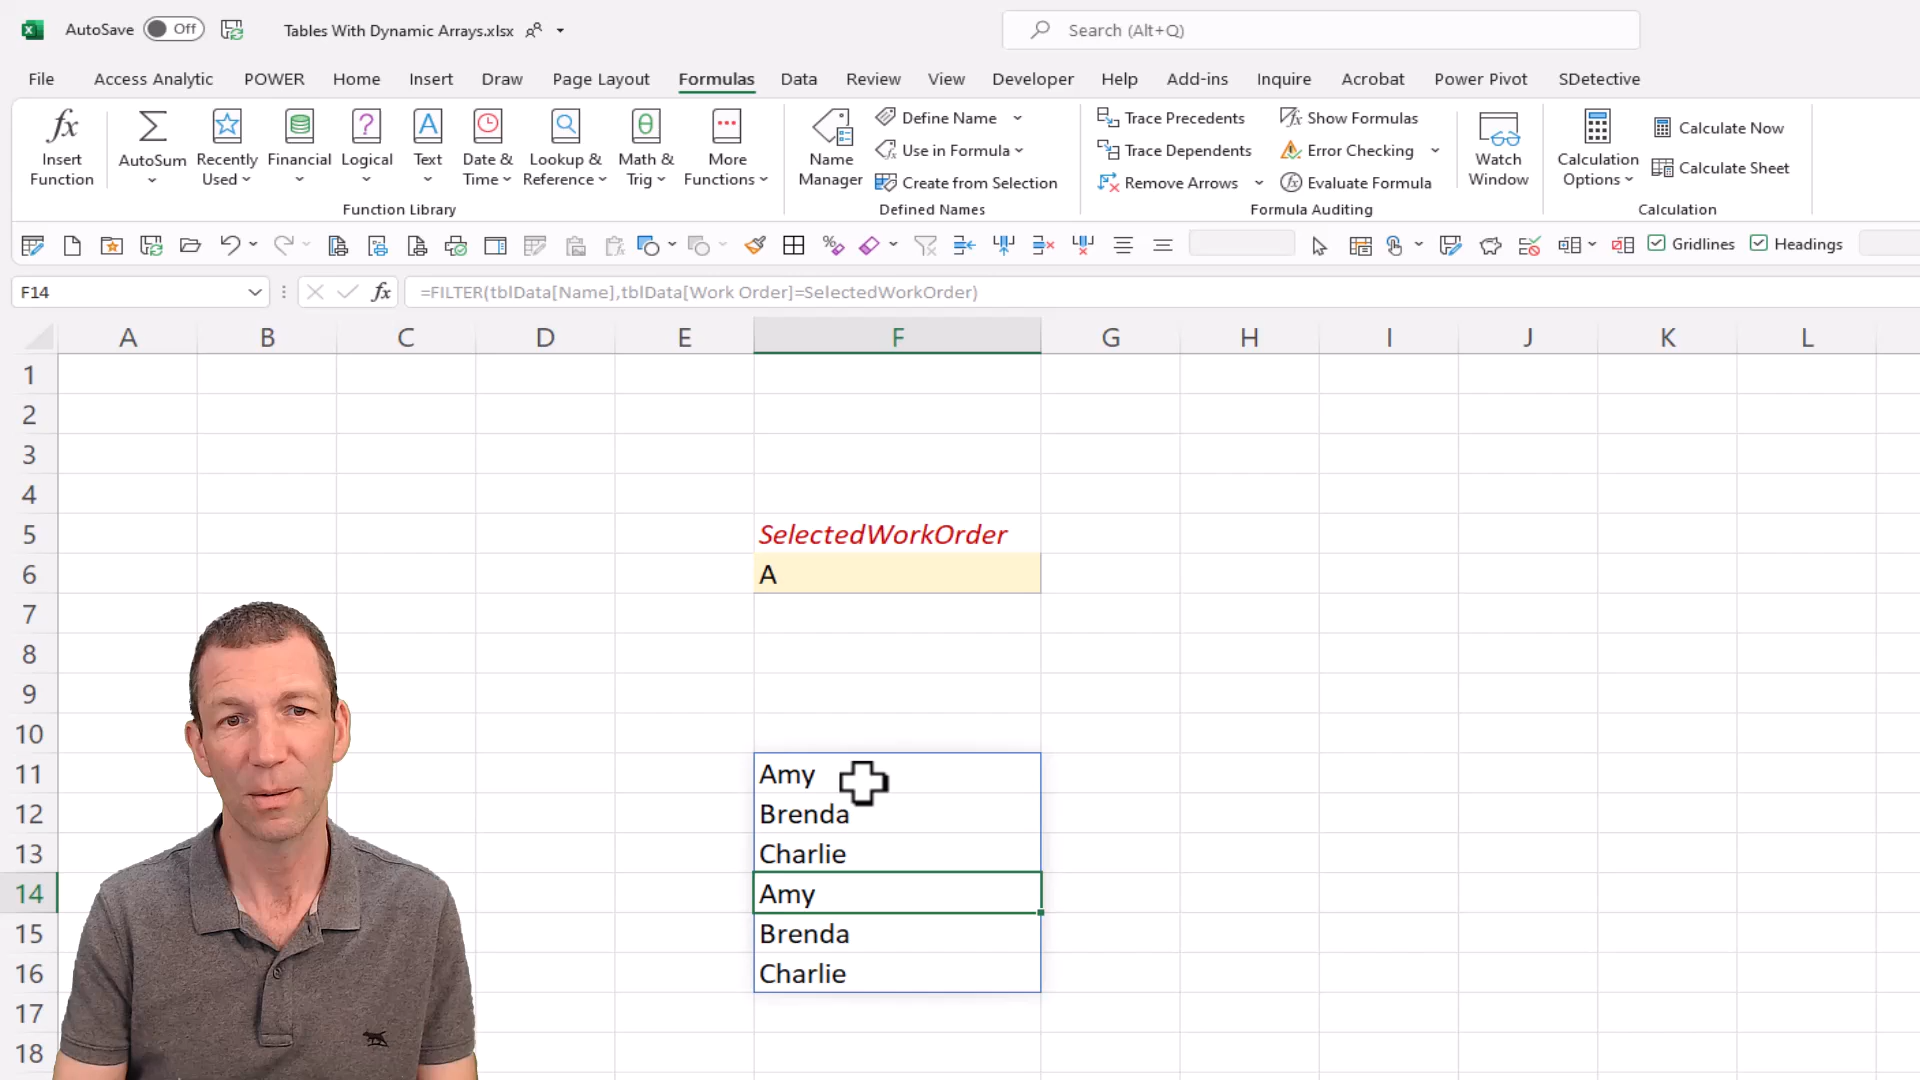 AutoSave Off Tables With Dynamic Arrays.xlsx Search (Alt+Q)
File Access Analytic POWER Home Insert Draw Page Layout Formulas Data Review View Developer Help Add-ins Inquire Acrobat Power Pivot SDetective
Insert Function
AutoSum
Recently Used
Financial
Logical
Text
Date & Time
Lookup & Reference
Math & Trig
More Functions
Function Library
Name Manager
Define Name
Use in Formula
Create from Selection
Defined Names
Trace Precedents
Trace Dependents
Remove Arrows
Show Formulas
Error Checking
Evaluate Formula
Formula Auditing
Watch Window
Calculation Options
Calculate Now
Calculate Sheet
Calculation
Gridlines Headings
F14 fx =FILTER(tblData[Name],tblData[Work Order]=SelectedWorkOrder)
A B C D E F G H I J K L
1
2
3
4
5 SelectedWorkOrder
6 A
7
8
9
10
11 Amy
12 Brenda
13 Charlie
14 Amy
15 Brenda
16 Charlie
17
18